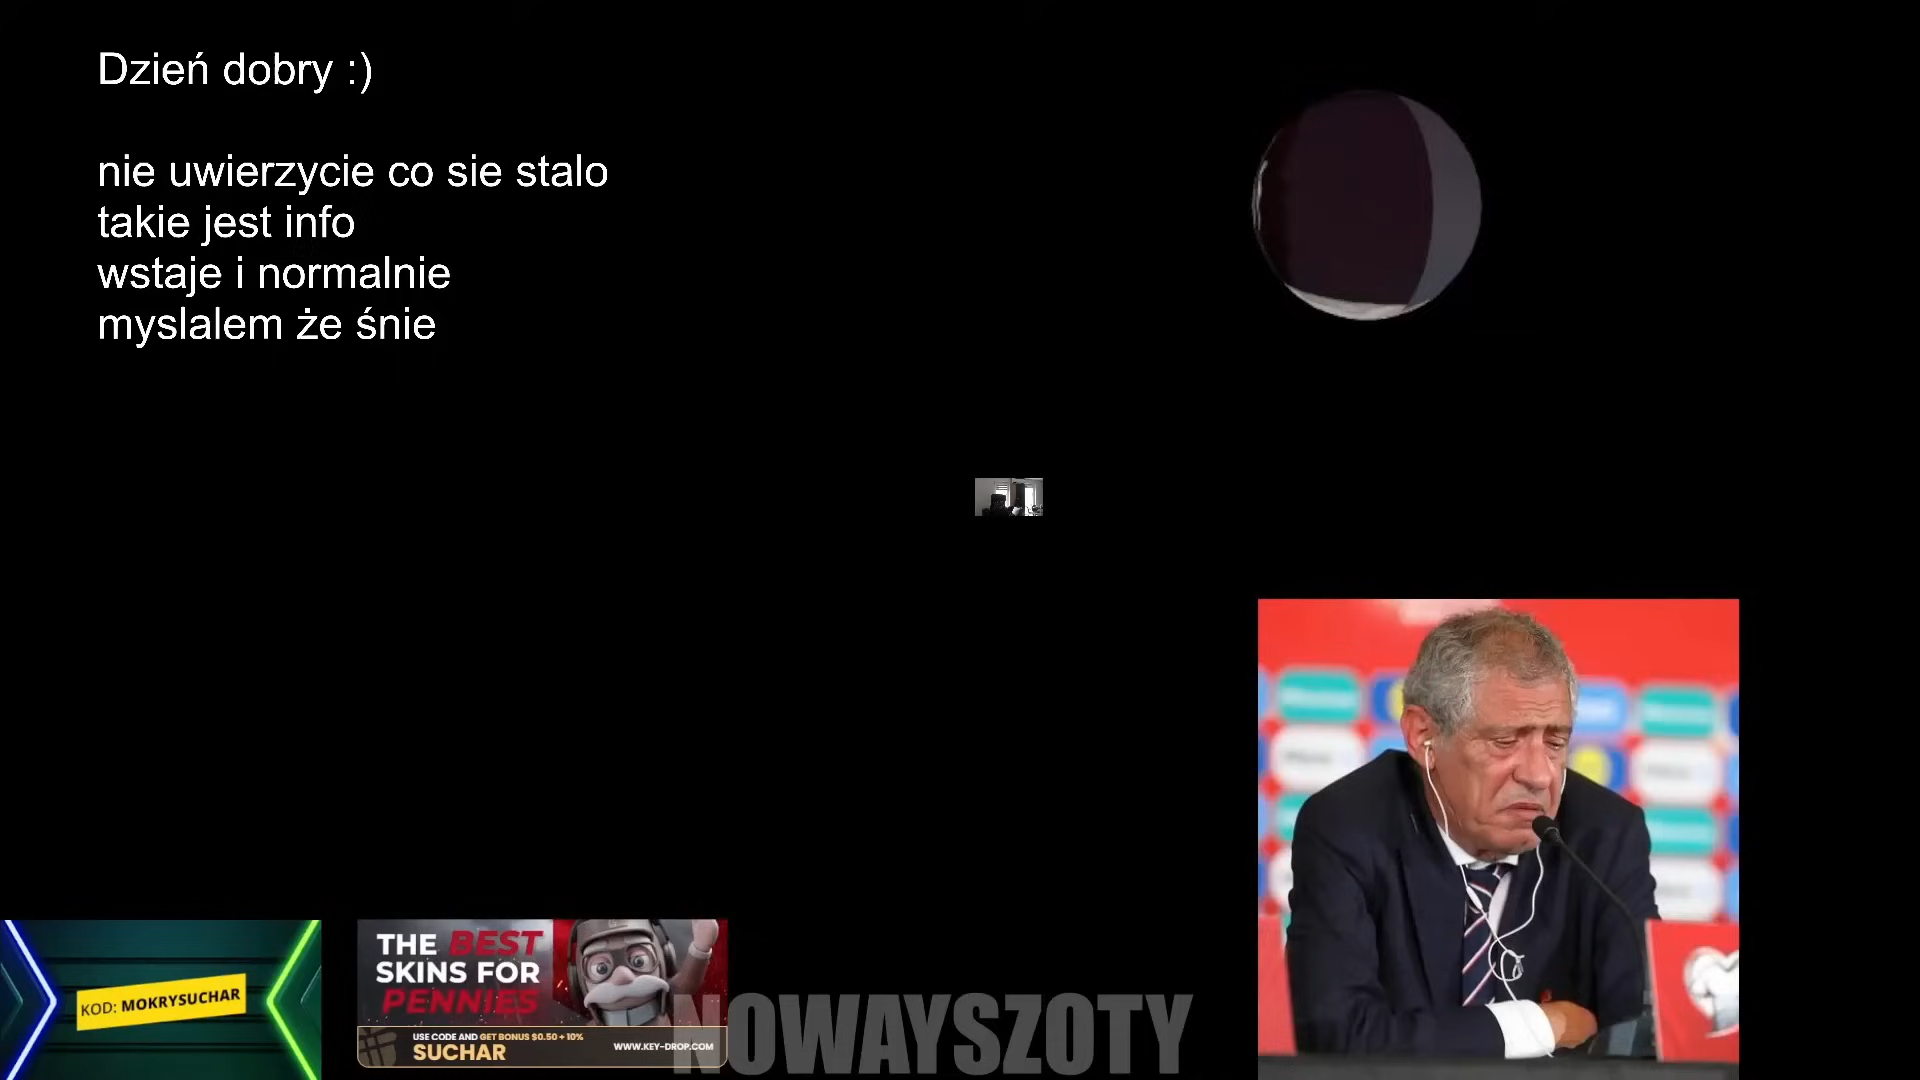 Dzień dobry :)
nie uwierzycie co sie stalo
takie jest info
wstaje i normalnie
myslalem że śnie
KOD: MOKRYSUCHAR
THE BEST
SKINS FOR
PENNIES
USE CODE AND GET BONUS $0.50 + 10%
SUCHAR
WWW.KEY-DROP.COM
NOWAYSZOTY